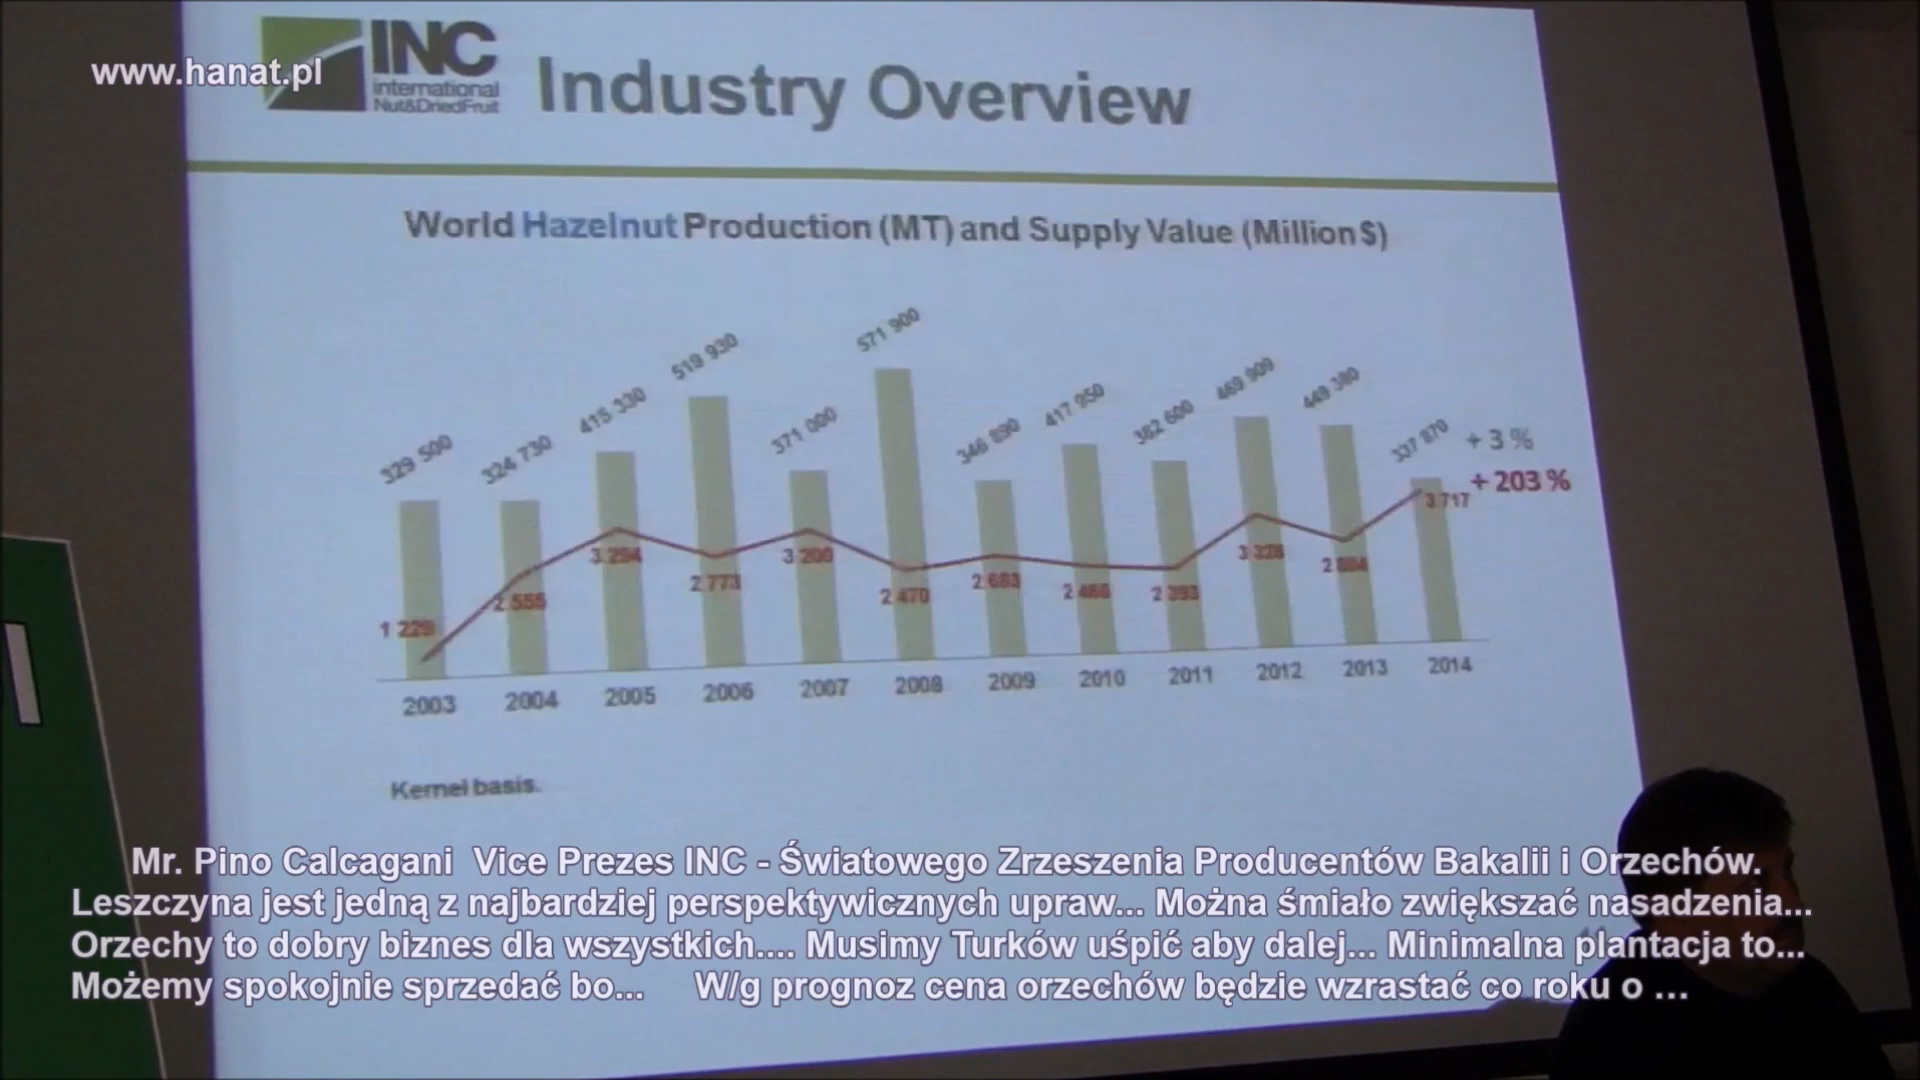 www.hanat.pl
INC
International
Nut&DriedFruit
Industry Overview
World Hazelnut Production (MT) and Supply Value (Million $)
329 500
324 730
415 330
519 930
371 000
571 900
346 890
417 950
382 600
469 909
449 380
337 870
+ 3 %
+ 203 %
1 229
2 555
3 294
2 773
3 200
2 470
2 663
2 393
3 328
3 717
2003 2004 2005 2006 2007 2008 2009 2010 2011 2012 2013 2014
Kernel basis.
Mr. Pino Calcagani Vice Prezes INC - Światowego Zrzeszenia Producentów Bakalii i Orzechów.
Leszczyna jest jedną z najbardziej perspektywicznych upraw... Można śmiało zwiększać nasadzenia...
Orzechy to dobry biznes dla wszystkich.... Musimy Turków uśpić aby dalej... Minimalna plantacja to...
Możemy spokojnie sprzedać bo... W/g prognoz cena orzechów będzie wzrastać co roku o ...